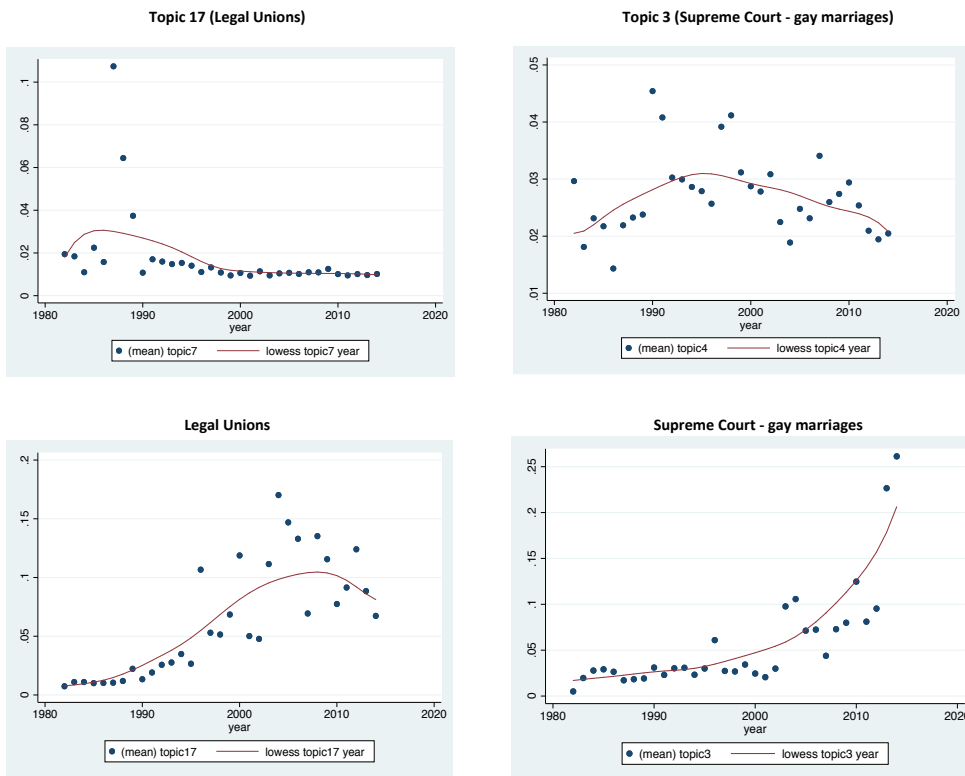 Topic 17 (Legal Unions)
.1
.08
.06
.04
.02
0
1980 1990 2000 2010 2020
year
(mean) topic7 lowess topic7 year
Topic 3 (Supreme Court - gay marriages)
.05
.04
.03
.02
.01
1980 1990 2000 2010 2020
year
(mean) topic4 lowess topic4 year
Legal Unions
.2
.15
.1
.05
0
1980 1990 2000 2010 2020
year
(mean) topic17 lowess topic17 year
Supreme Court - gay marriages
.25
.2
.15
.1
.05
0
1980 1990 2000 2010 2020
year
(mean) topic3 lowess topic3 year